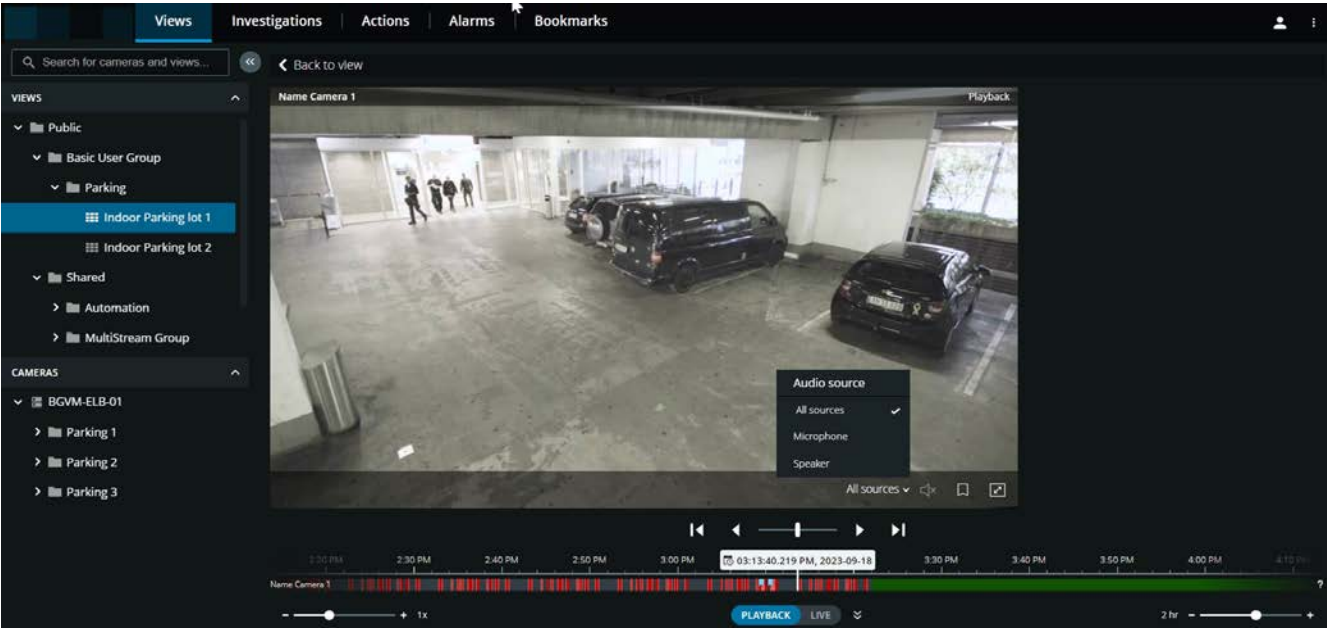 Views Investigations Actions Alarms Bookmarks
Search for cameras and views...
Back to view
VIEWS
Public
Basic User Group
Parking
Indoor Parking lot 1
Indoor Parking lot 2
Shared
Automation
MultiStream Group
CAMERAS
BGVM-ELB-01
Parking 1
Parking 2
Parking 3
Name Camera 1 Playback
Audio source
All sources
Microphone
Speaker
All sources
2:30 PM 2:40 PM 2:50 PM 3:00 PM 03:13:40.219 PM, 2023-09-18 3:30 PM 3:40 PM 3:50 PM 4:00 PM 4:10 PM
Name Camera 1 ?
- + 1x PLAYBACK LIVE 2 hr - +